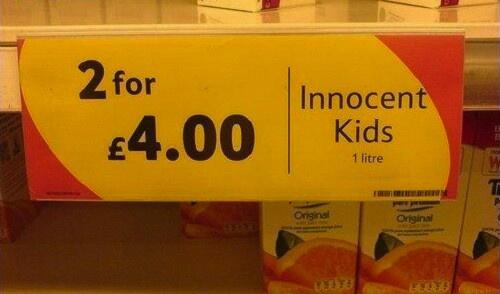 2 for
£4.00
Innocent
Kids
1 litre
Original
Original